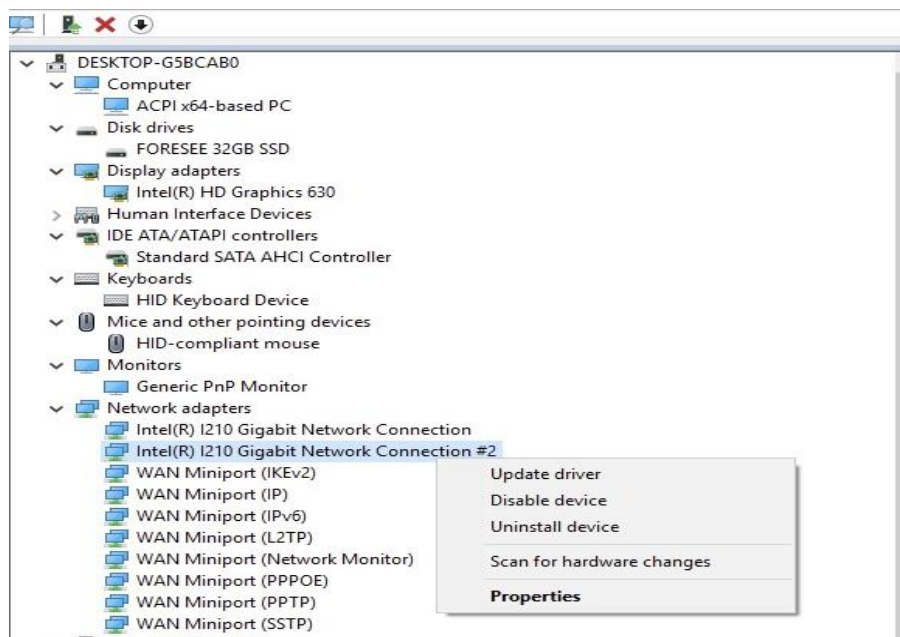 DESKTOP-G5BCAB0
Computer
ACPI x64-based PC
Disk drives
FORESEE 32GB SSD
Display adapters
Intel(R) HD Graphics 630
Human Interface Devices
IDE ATA/ATAPI controllers
Standard SATA AHCI Controller
Keyboards
HID Keyboard Device
Mice and other pointing devices
HID-compliant mouse
Monitors
Generic PnP Monitor
Network adapters
Intel(R) I210 Gigabit Network Connection
Intel(R) I210 Gigabit Network Connection #2
WAN Miniport (IKEv2)
WAN Miniport (IP)
WAN Miniport (IPv6)
WAN Miniport (L2TP)
WAN Miniport (Network Monitor)
WAN Miniport (PPPOE)
WAN Miniport (PPTP)
WAN Miniport (SSTP)
Update driver
Disable device
Uninstall device
Scan for hardware changes
Properties